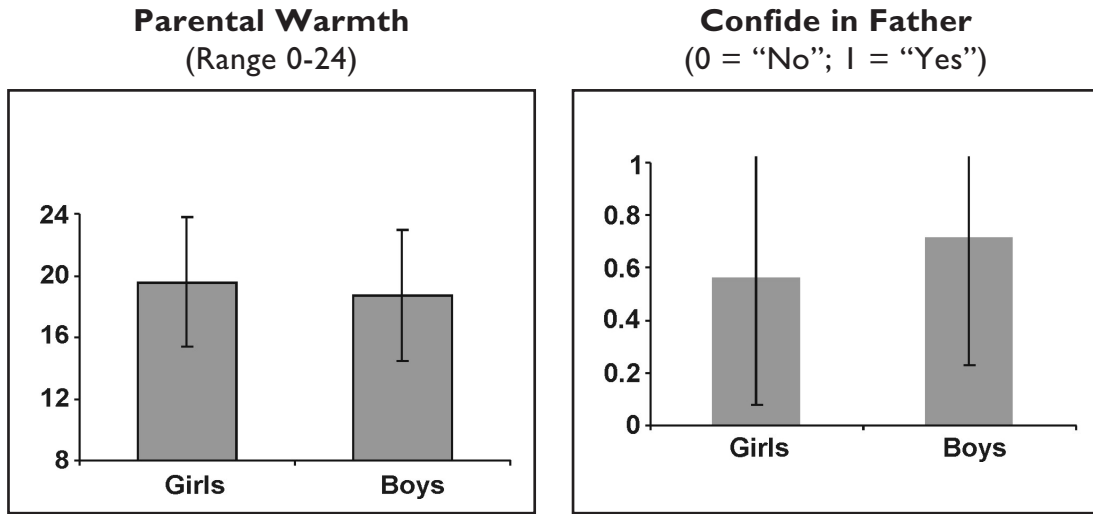 Parental Warmth
(Range 0-24)
24
20
16
12
8
Girls Boys
Confide in Father
(0 = “No”; 1 = “Yes”)
1
0.8
0.6
0.4
0.2
0
Girls Boys